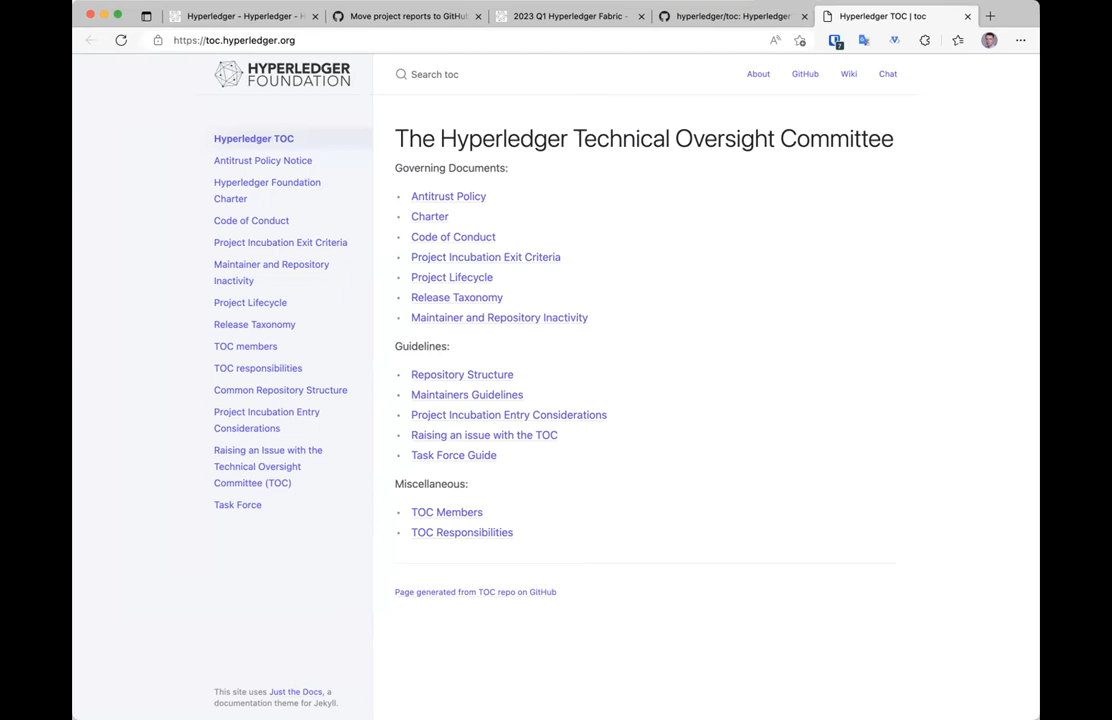 Hyperledger - Hyperledger - H
Move project reports to GitHu
2023 Q1 Hyperledger Fabric -
hyperledger/toc: Hyperledger
Hyperledger TOC | toc
https://toc.hyperledger.org
HYPERLEDGER
FOUNDATION
Search toc
About
GitHub
Wiki
Chat
Hyperledger TOC
Antitrust Policy Notice
Hyperledger Foundation
Charter
Code of Conduct
Project Incubation Exit Criteria
Maintainer and Repository
Inactivity
Project Lifecycle
Release Taxonomy
TOC members
TOC responsibilities
Common Repository Structure
Project Incubation Entry
Considerations
Raising an Issue with the
Technical Oversight
Committee (TOC)
Task Force
This site uses Just the Docs, a
documentation theme for Jekyll.
The Hyperledger Technical Oversight Committee
Governing Documents:
Antitrust Policy
Charter
Code of Conduct
Project Incubation Exit Criteria
Project Lifecycle
Release Taxonomy
Maintainer and Repository Inactivity
Guidelines:
Repository Structure
Maintainers Guidelines
Project Incubation Entry Considerations
Raising an issue with the TOC
Task Force Guide
Miscellaneous:
TOC Members
TOC Responsibilities
Page generated from TOC repo on GitHub